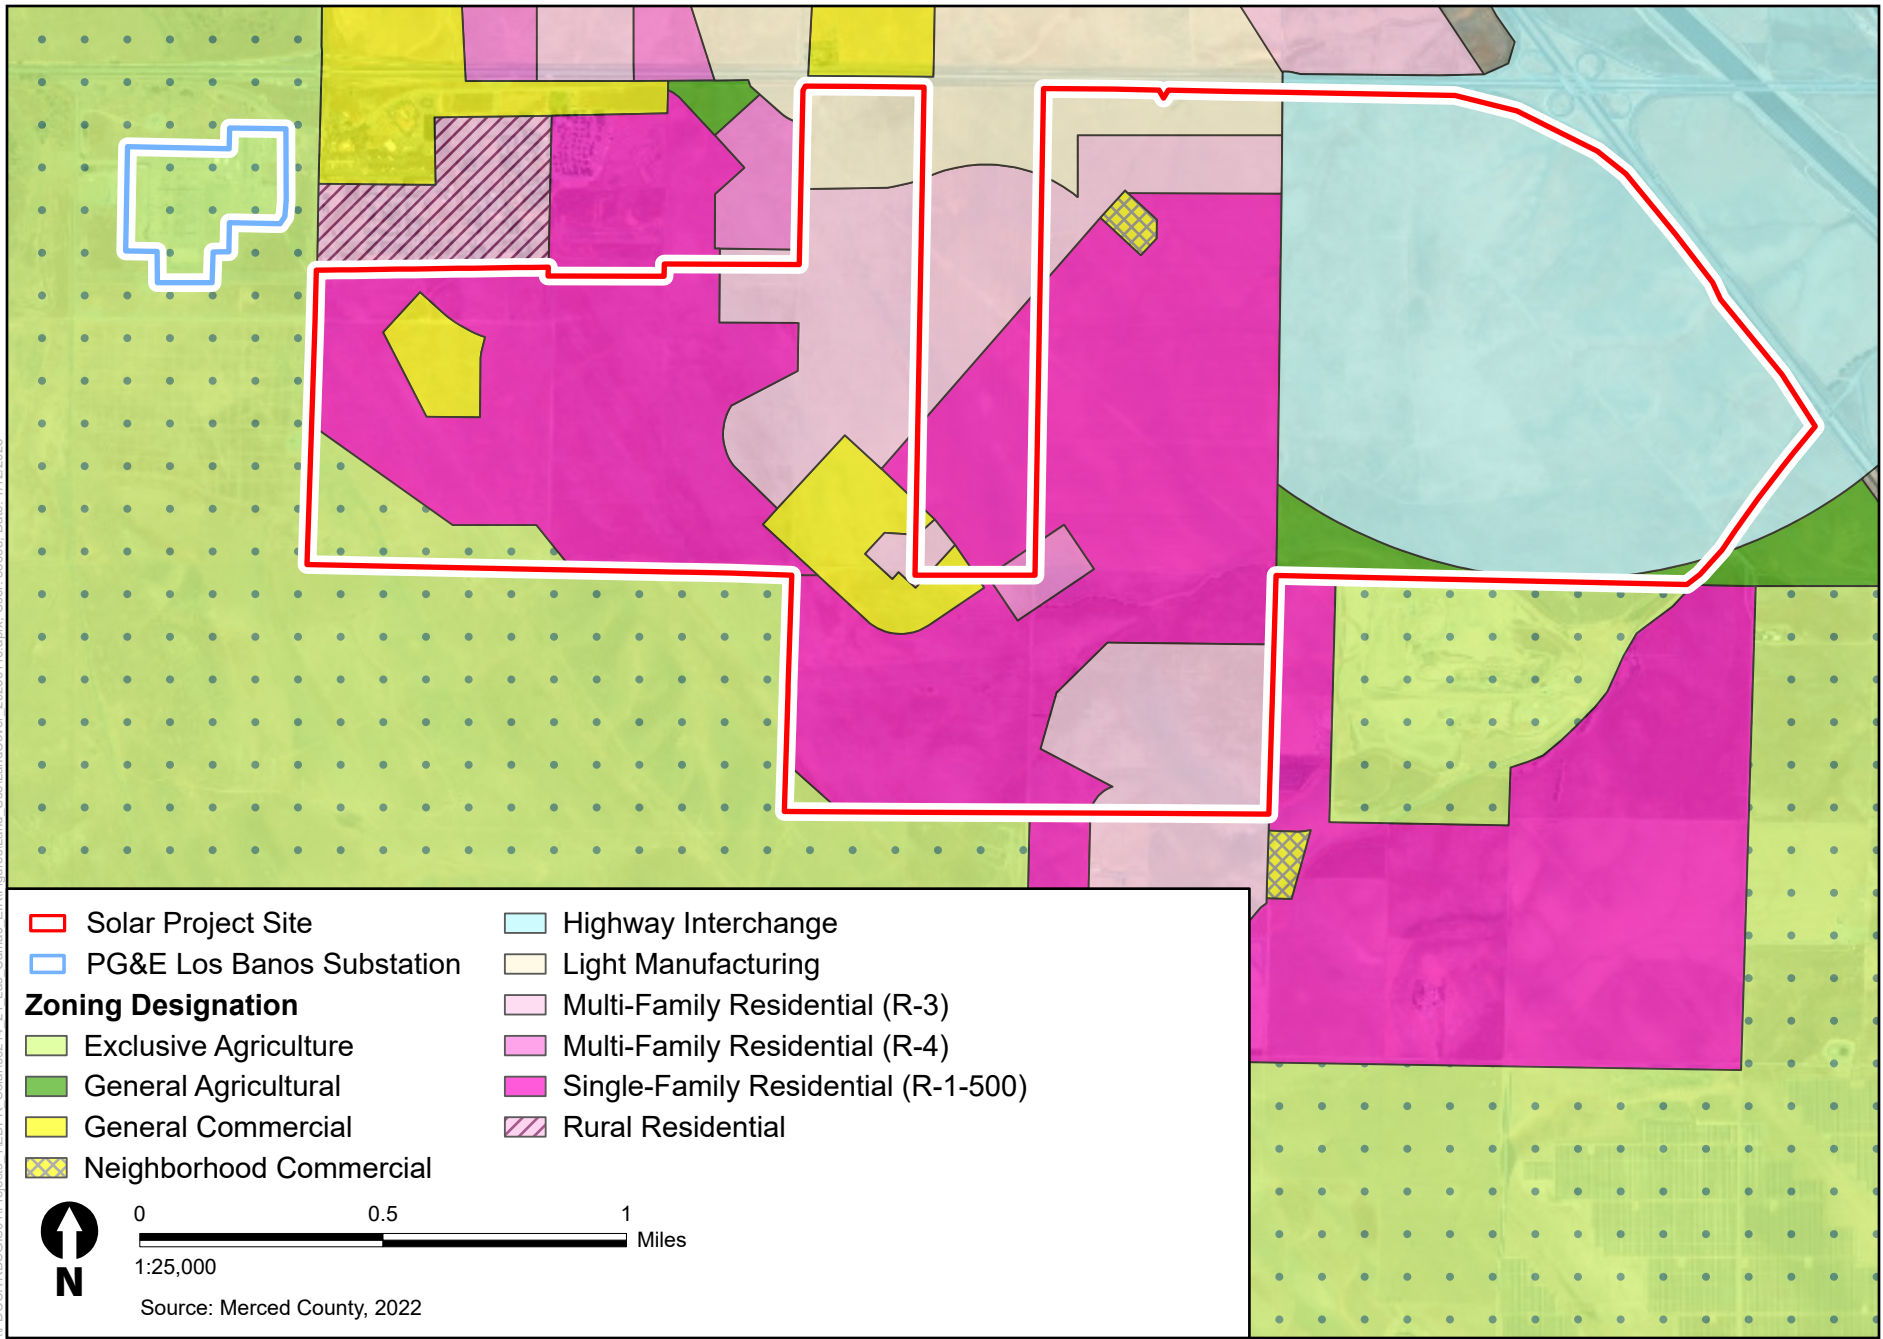 Solar Project Site
PG&E Los Banos Substation
Zoning Designation
Exclusive Agriculture
General Agricultural
General Commercial
Neighborhood Commercial
Highway Interchange
Light Manufacturing
Multi-Family Residential (R-3)
Multi-Family Residential (R-4)
Single-Family Residential (R-1-500)
Rural Residential
0 0.5 1
Miles
1:25,000
N
Source: Merced County, 2022